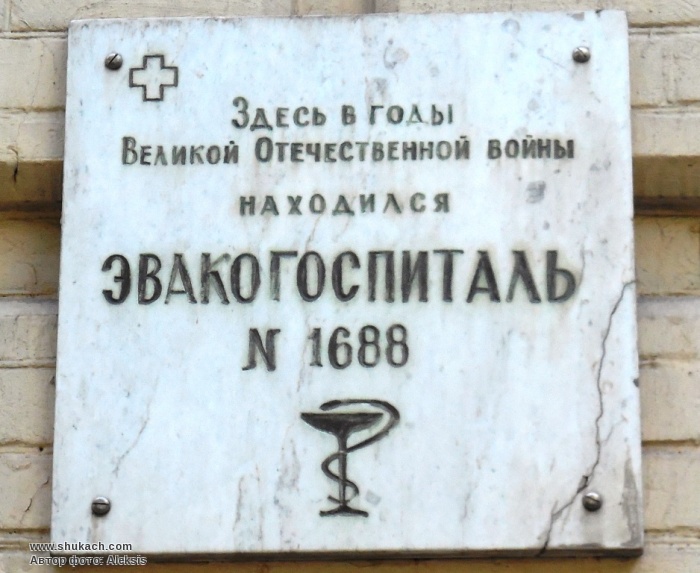 Здесь в годы
Великой Отечественной войны
находился
ЭВАКОГОСПИТАЛЬ
N 1688
www.shukach.com
Автор фото: Aleksis